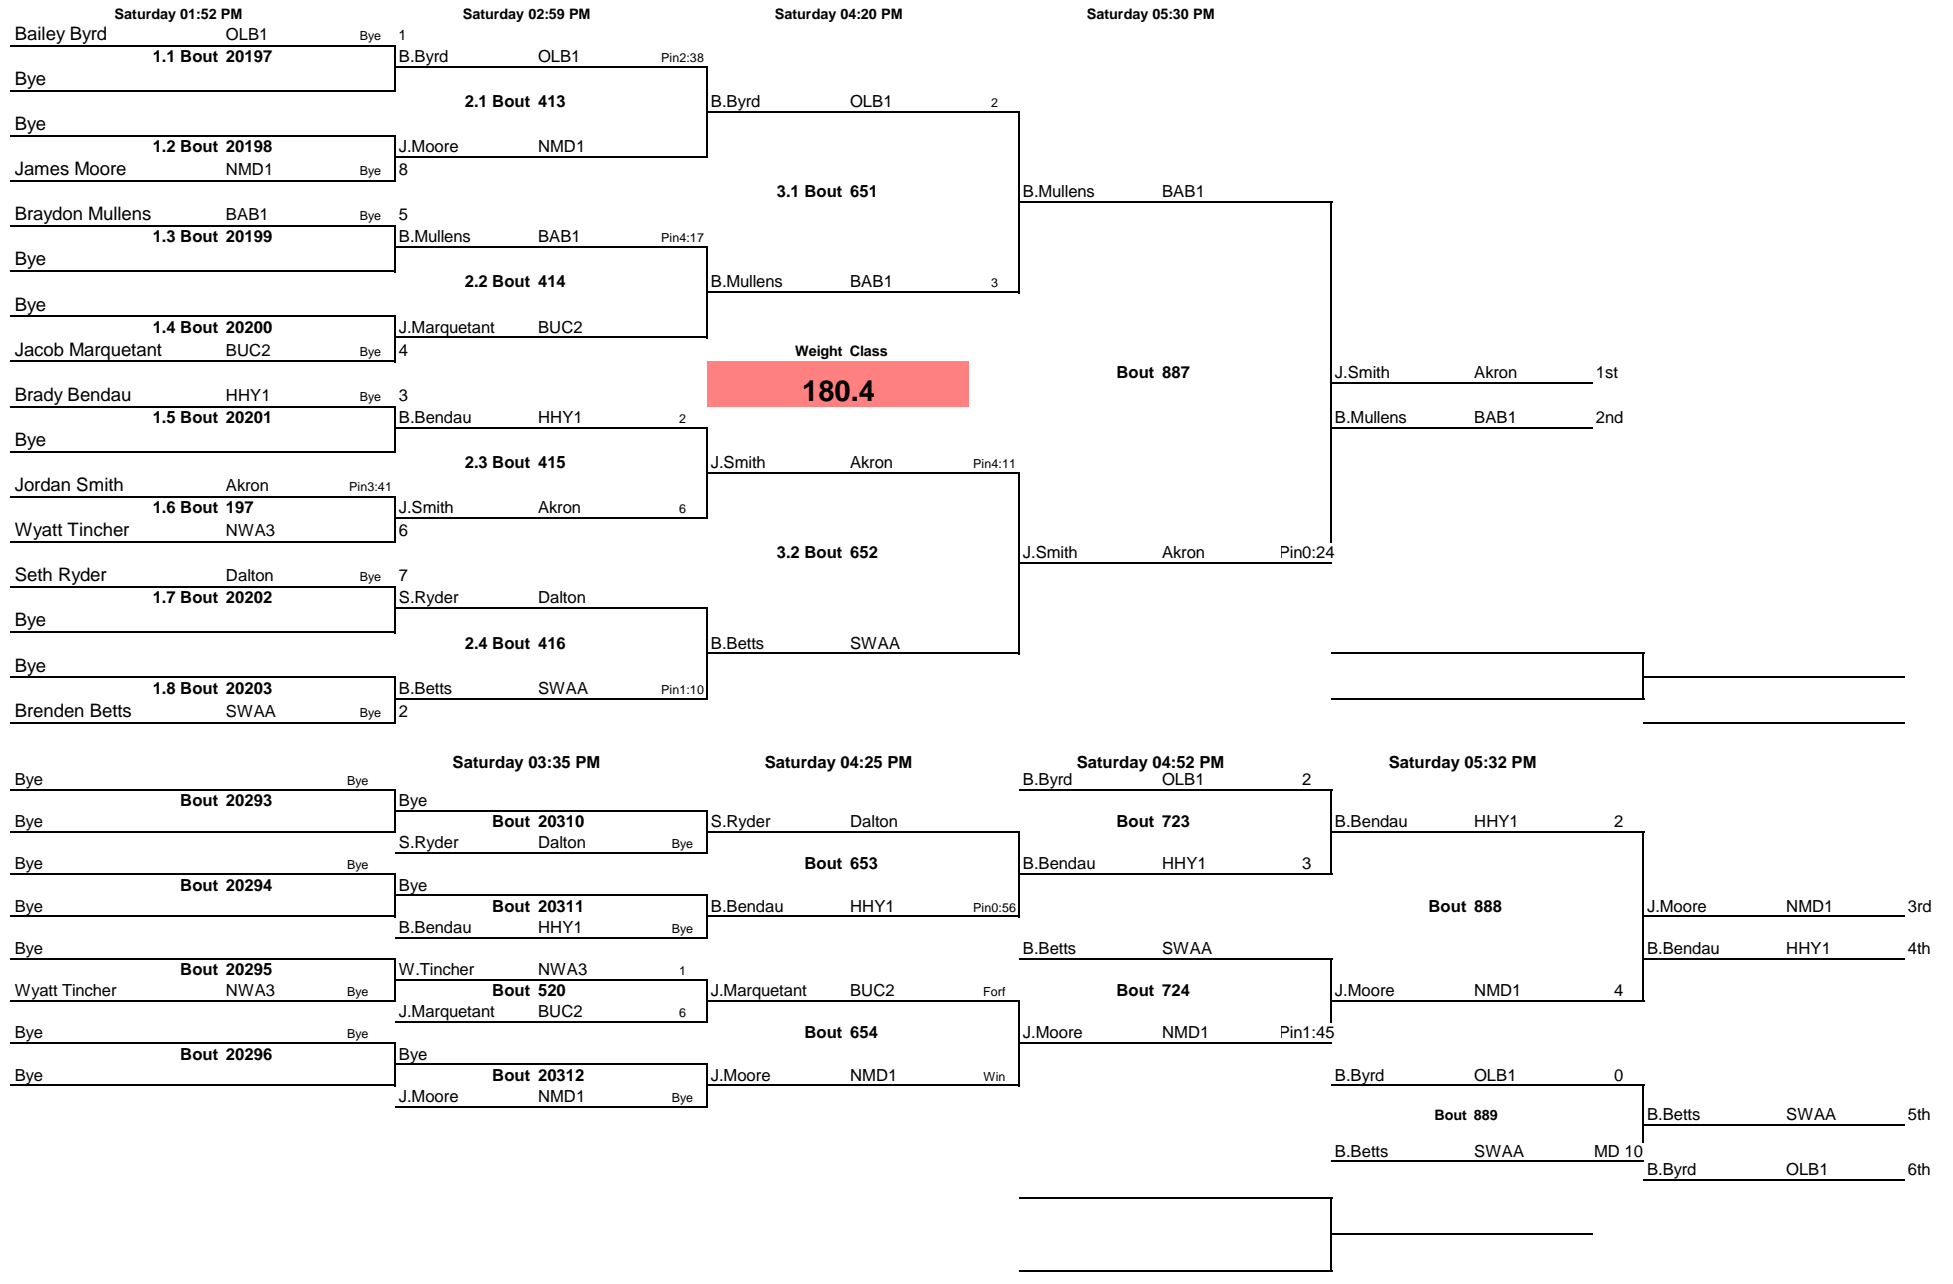 Saturday 01:52 PM Saturday 02:59 PM Saturday 04:20 PM Saturday 05:30 PM
Bailey Byrd OLB1 Bye 1
1.1 Bout 20197 B.Byrd OLB1 Pin2:38
Bye
2.1 Bout 413 B.Byrd OLB1 2
Bye
1.2 Bout 20198 J.Moore NMD1
James Moore NMD1 Bye 8
3.1 Bout 651 B.Mullens BAB1
Braydon Mullens BAB1 Bye 5
1.3 Bout 20199 B.Mullens BAB1 Pin4:17
Bye
2.2 Bout 414 B.Mullens BAB1 3
Bye
1.4 Bout 20200 J.Marquetant BUC2
Jacob Marquetant BUC2 Bye 4 Weight Class
Bout 887 J.Smith Akron 1st
Brady Bendau HHY1 Bye 3 180.4
1.5 Bout 20201 B.Bendau HHY1 2 B.Mullens BAB1 2nd
Bye
2.3 Bout 415 J.Smith Akron Pin4:11
Jordan Smith Akron Pin3:41
1.6 Bout 197 J.Smith Akron 6
Wyatt Tincher NWA3 6
3.2 Bout 652 J.Smith Akron Pin0:24
Seth Ryder Dalton Bye 7
1.7 Bout 20202 S.Ryder Dalton
Bye
2.4 Bout 416 B.Betts SWAA
Bye
1.8 Bout 20203 B.Betts SWAA Pin1:10
Brenden Betts SWAA Bye 2
Saturday 03:35 PM Saturday 04:25 PM Saturday 04:52 PM Saturday 05:32 PM
Bye Bye B.Byrd OLB1 2
Bout 20293 Bye
Bye Bout 20310 S.Ryder Dalton Bout 723 B.Bendau HHY1 2
S.Ryder Dalton Bye
Bye Bye Bout 653 B.Bendau HHY1 3
Bout 20294 Bye
Bye Bout 20311 B.Bendau HHY1 Pin0:56 Bout 888 J.Moore NMD1 3rd
B.Bendau HHY1 Bye
Bye B.Betts SWAA B.Bendau HHY1 4th
Bout 20295 W.Tincher NWA3 1
Wyatt Tincher NWA3 Bye Bout 520 J.Marquetant BUC2 Forf Bout 724 J.Moore NMD1 4
J.Marquetant BUC2 6
Bye Bye Bout 654 J.Moore NMD1 Pin1:45
Bout 20296 Bye
Bye Bout 20312 J.Moore NMD1 Win B.Byrd OLB1 0
J.Moore NMD1 Bye
Bout 889 B.Betts SWAA 5th
B.Betts SWAA MD 10
B.Byrd OLB1 6th